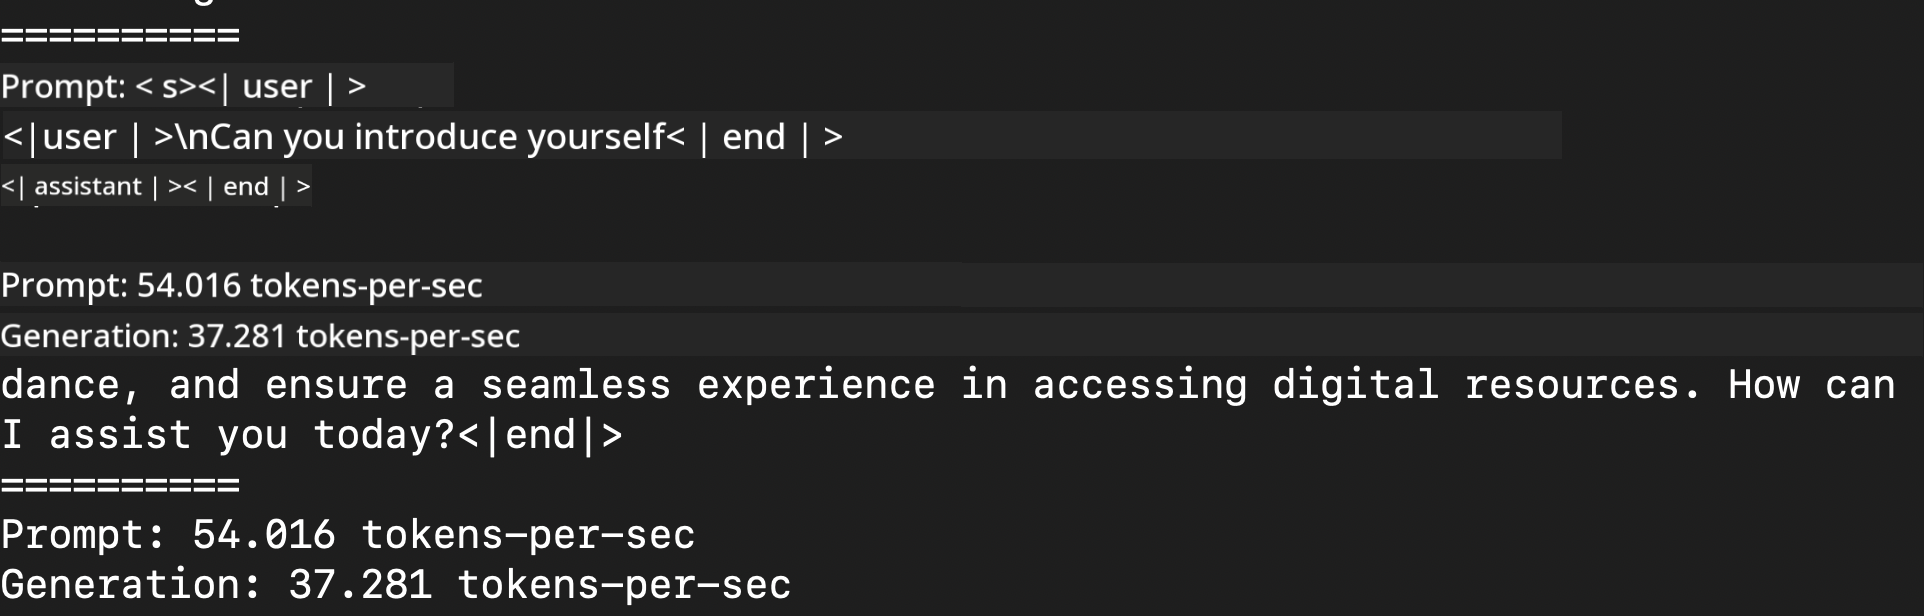 ==========
Prompt: < s><| user | >
<|user | >\nCan you introduce yourself< | end | >
<| assistant | >< | end | >
Prompt: 54.016 tokens-per-sec
Generation: 37.281 tokens-per-sec
dance, and ensure a seamless experience in accessing digital resources. How can
I assist you today?<|end|>
==========
Prompt: 54.016 tokens-per-sec
Generation: 37.281 tokens-per-sec